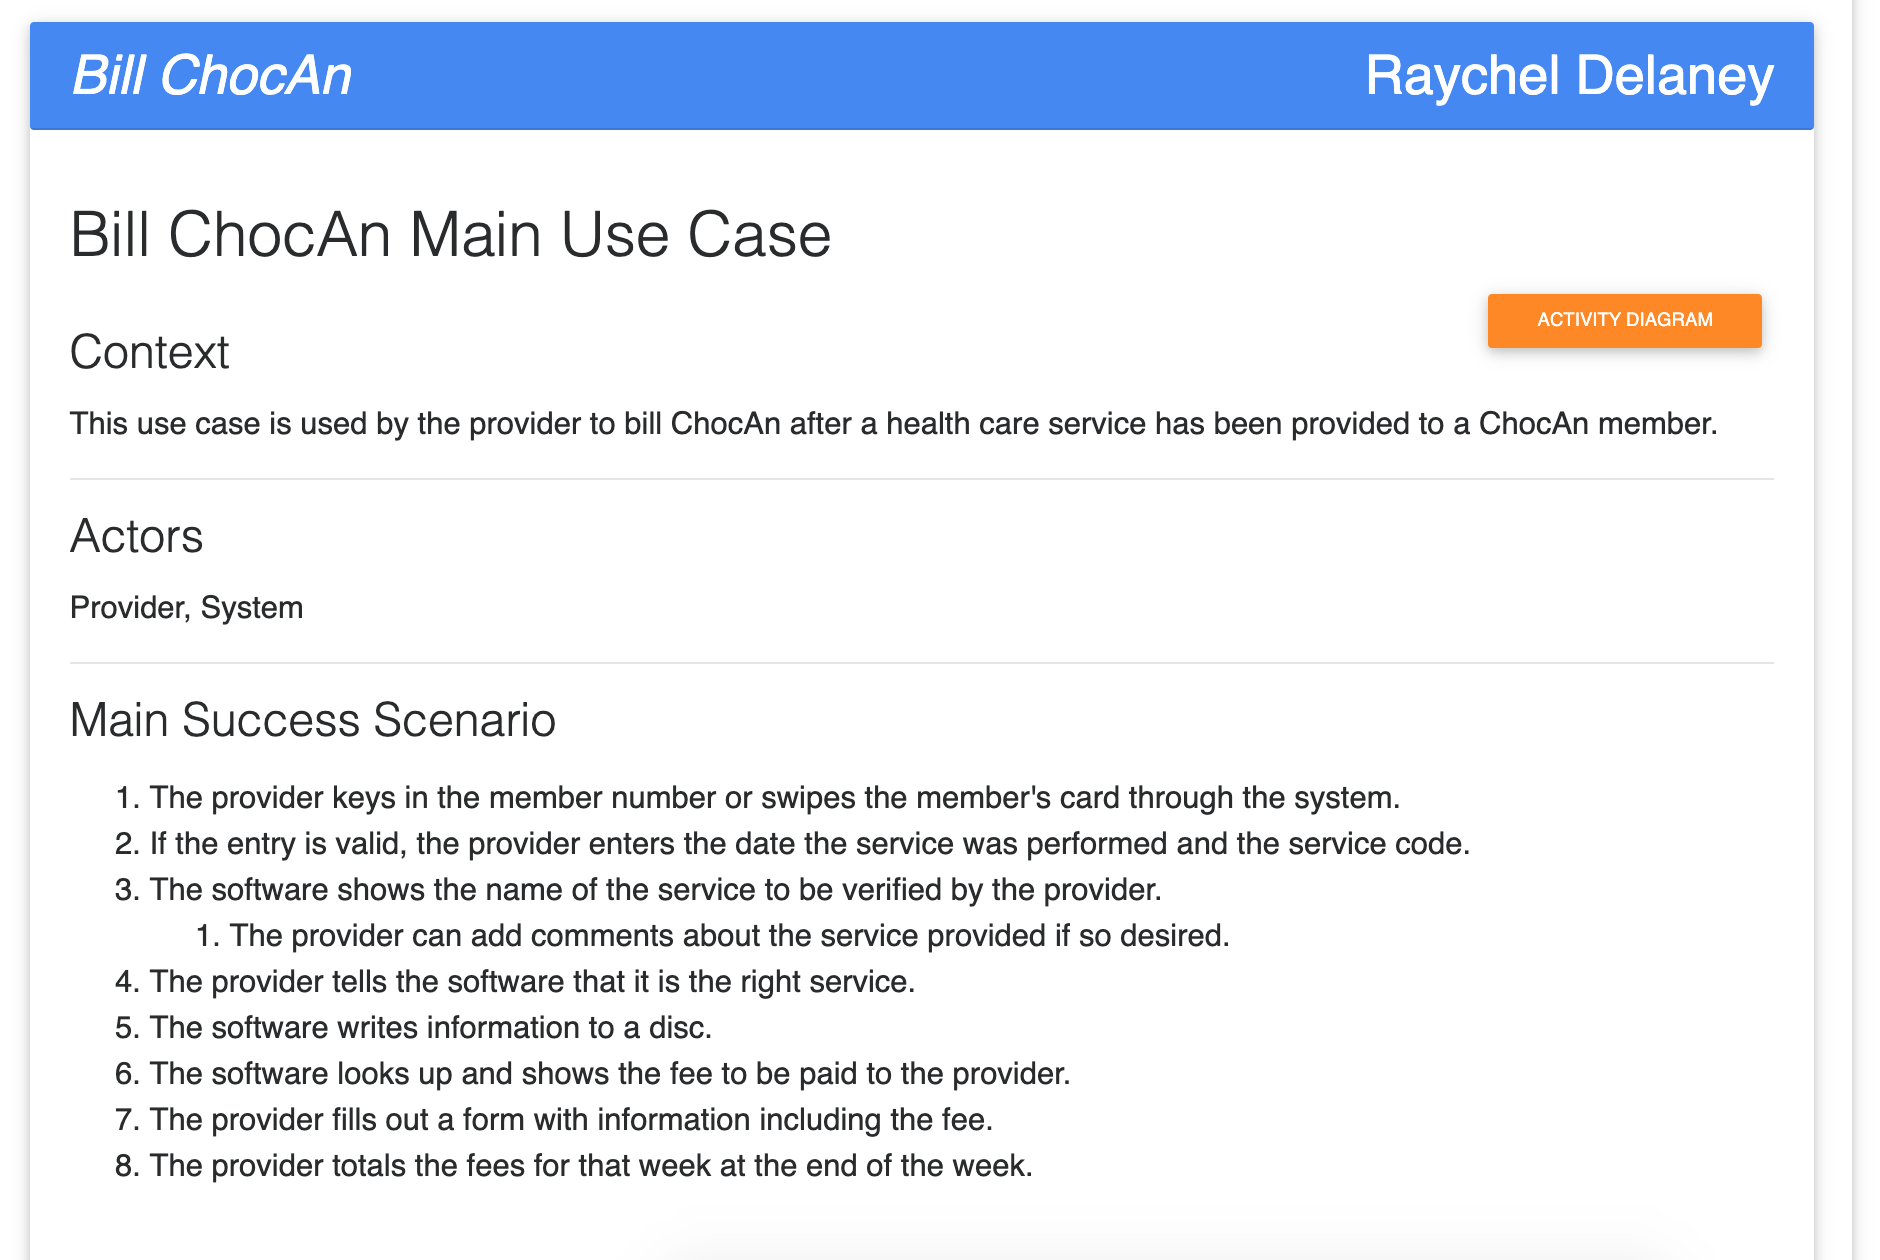 Bill ChocAn
Raychel Delaney
Bill ChocAn Main Use Case
ACTIVITY DIAGRAM
Context
This use case is used by the provider to bill ChocAn after a health care service has been provided to a ChocAn member.
Actors
Provider, System
Main Success Scenario
1. The provider keys in the member number or swipes the member's card through the system.
2. If the entry is valid, the provider enters the date the service was performed and the service code.
3. The software shows the name of the service to be verified by the provider.
1. The provider can add comments about the service provided if so desired.
4. The provider tells the software that it is the right service.
5. The software writes information to a disc.
6. The software looks up and shows the fee to be paid to the provider.
7. The provider fills out a form with information including the fee.
8. The provider totals the fees for that week at the end of the week.